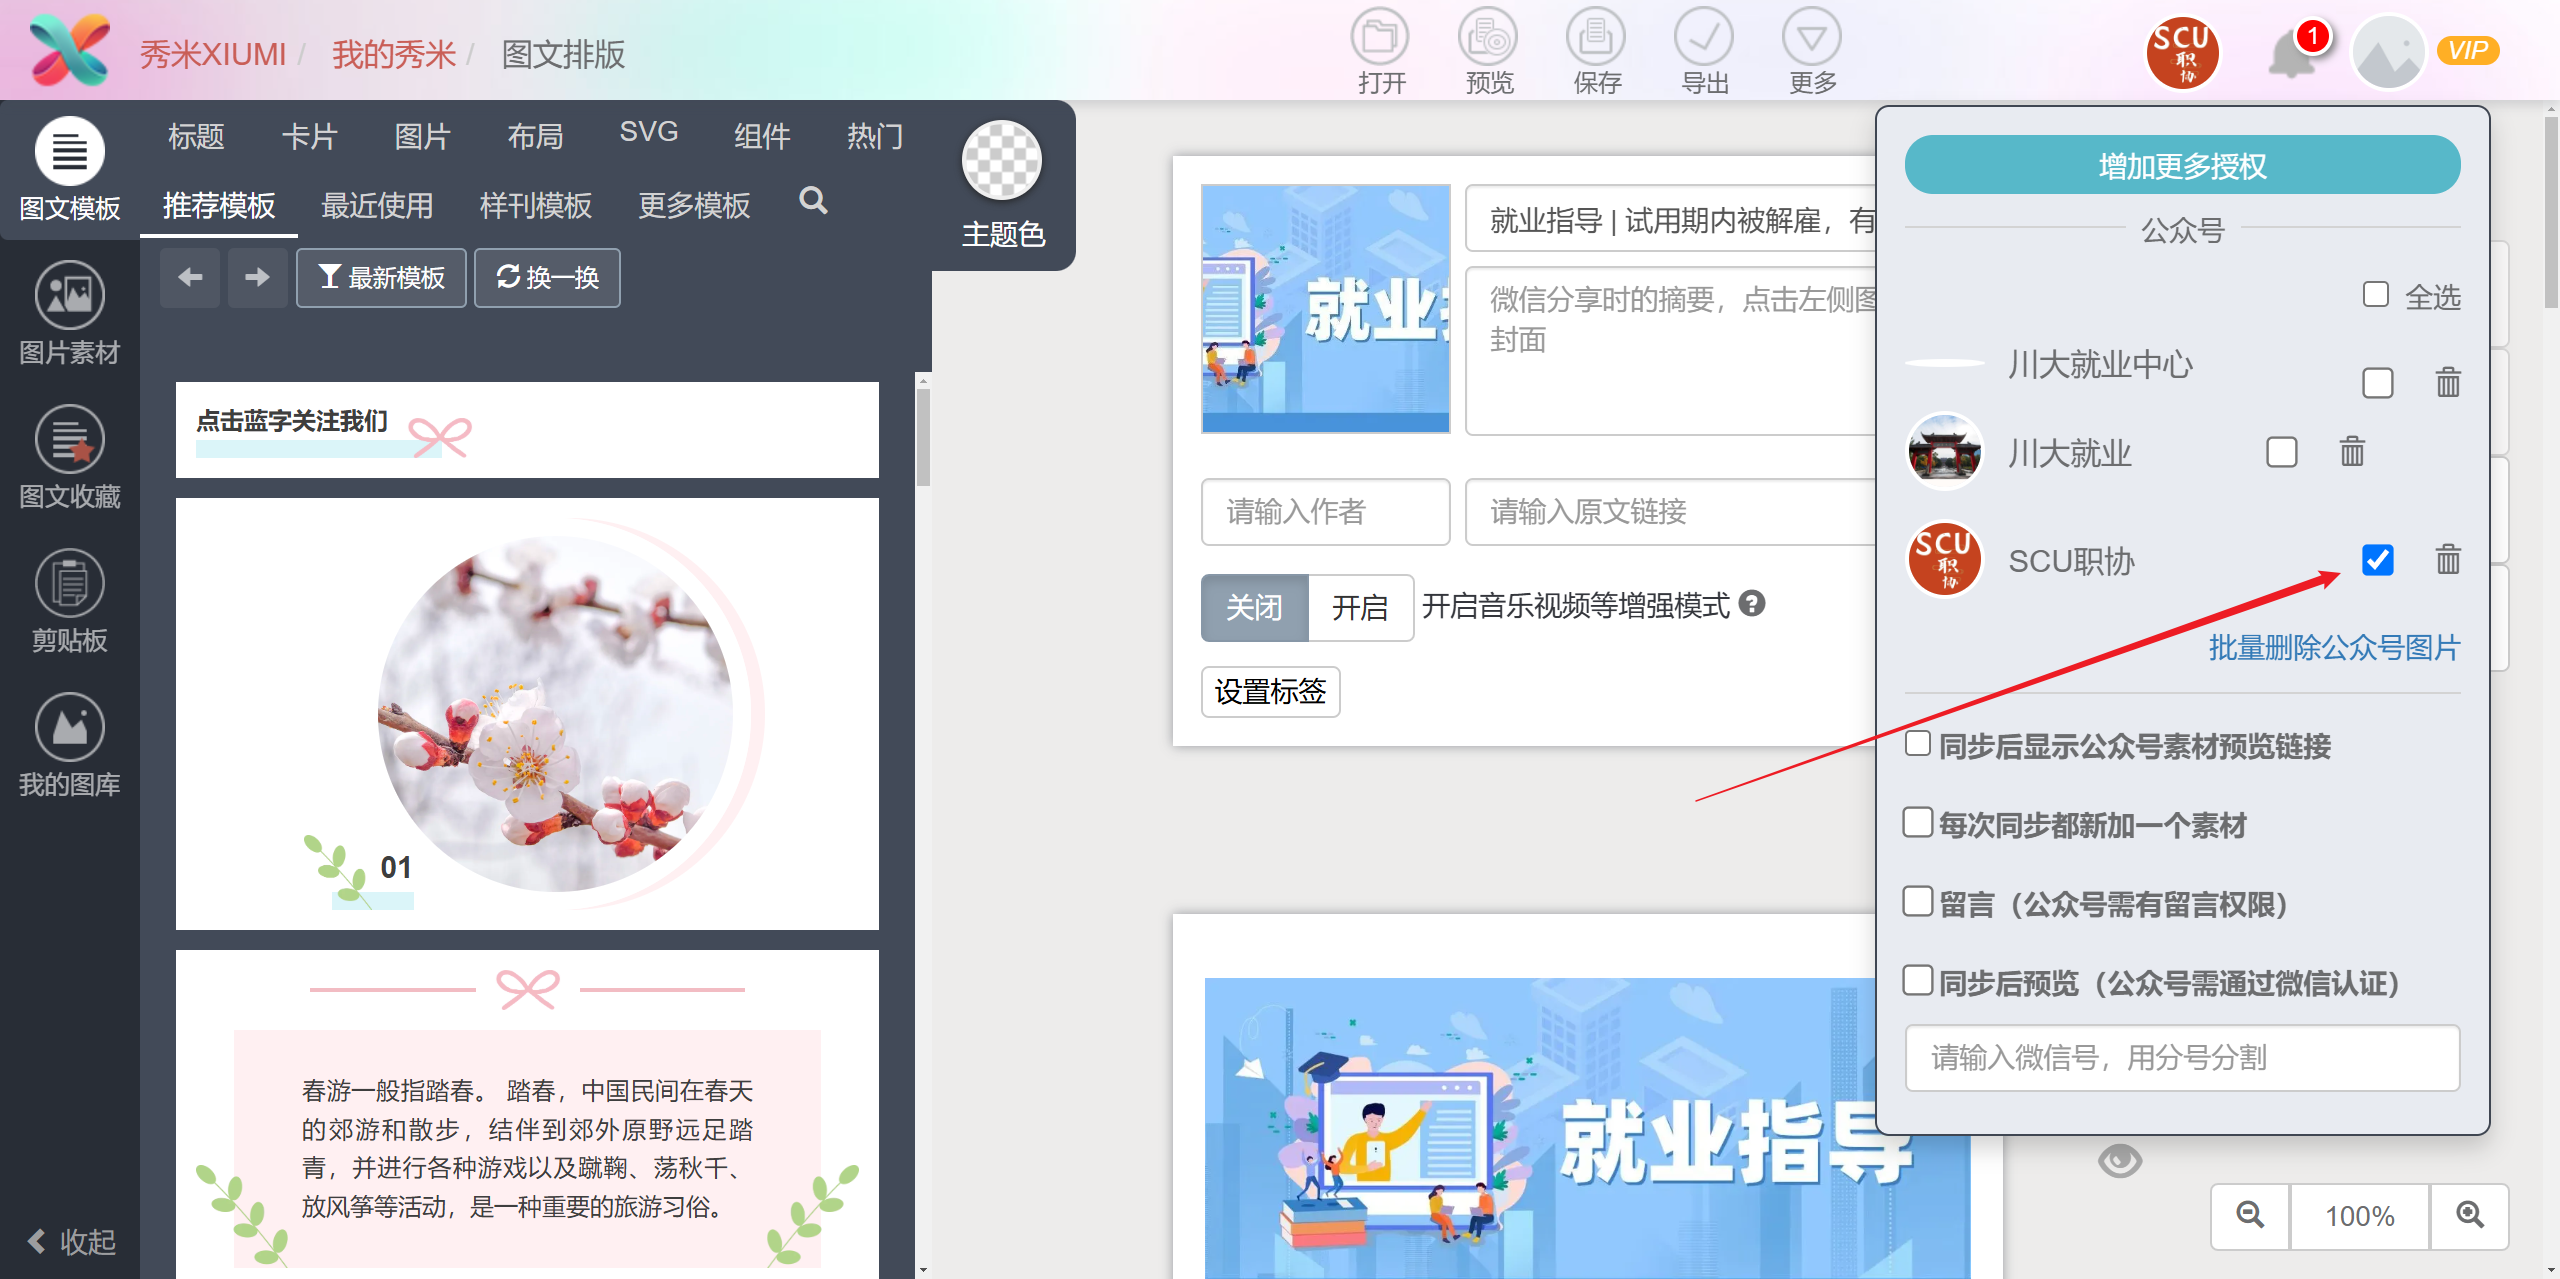 秀米XIUMI / 我的秀米 / 图文排版
打开
预览
保存
导出
更多
SCU
职
协
1
VIP
图文模板
图片素材
图文收藏
剪贴板
我的图库
收起
标题
卡片
图片
布局
SVG
组件
热门
推荐模板
最近使用
样刊模板
更多模板
主题色
最新模板
换一换
点击蓝字关注我们
01
春游一般指踏春。 踏春，中国民间在春天
的郊游和散步，结伴到郊外原野远足踏
青，并进行各种游戏以及蹴鞠、荡秋千、
放风筝等活动，是一种重要的旅游习俗。
就业指
就业指导 | 试用期内被解雇，有
微信分享时的摘要，点击左侧图
封面
请输入作者
请输入原文链接
关闭
开启
开启音乐视频等增强模式
设置标签
就业指导
增加更多授权
公众号
全选
川大就业中心
川大就业
SCU
职
协
SCU职协
批量删除公众号图片
同步后显示公众号素材预览链接
每次同步都新加一个素材
留言（公众号需有留言权限）
同步后预览（公众号需通过微信认证）
请输入微信号，用分号分割
100%